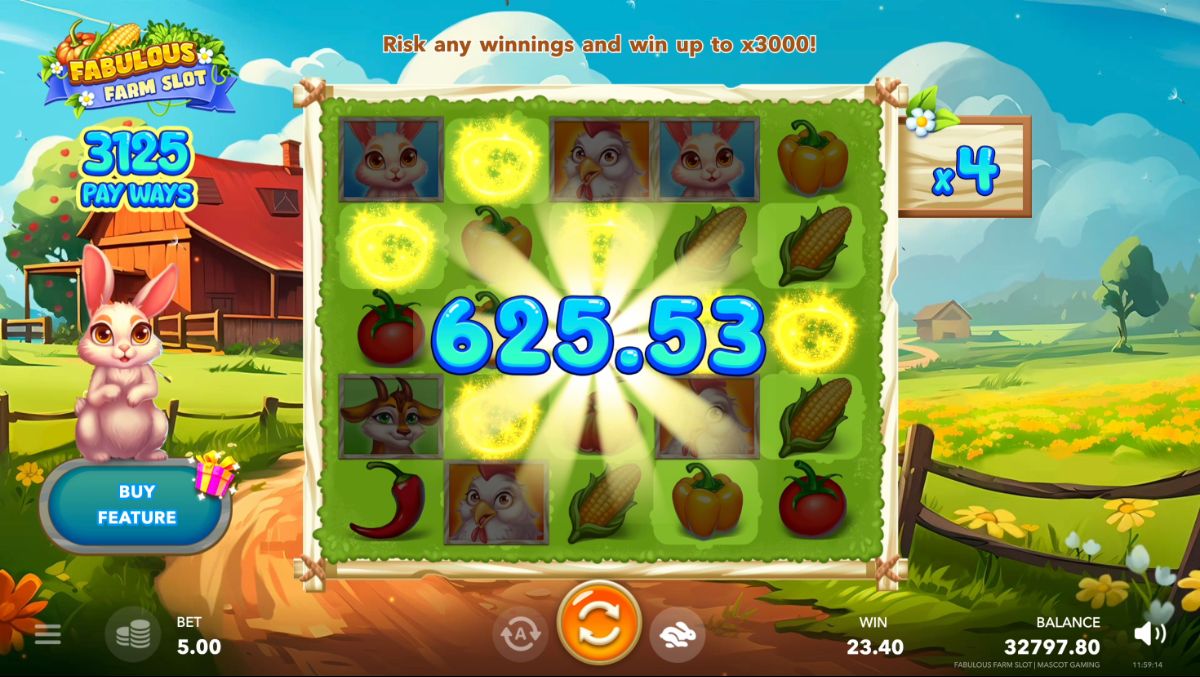 FABULOUS
FARM SLOT
Risk any winnings and win up to x3000!
3125
PAY WAYS
x4
625.53
BUY
FEATURE
BET
5.00
A
WIN
23.40
BALANCE
32797.80
FABULOUS FARM SLOT | MASCOT GAMING
11:59:14